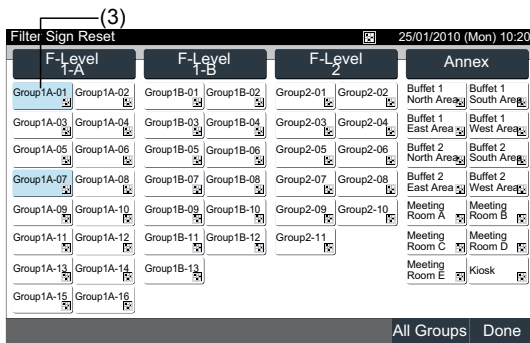 (3)
Filter Sign Reset 25/01/2010 (Mon) 10:20
F-Level 1-A F-Level 1-B F-Level 2 Annex
Group1A-01 Group1A-02 Group1B-01 Group1B-02 Group2-01 Group2-02 Buffet 1 North Area Buffet 1 South Area
Group1A-03 Group1A-04 Group1B-03 Group1B-04 Group2-03 Group2-04 Buffet 1 East Area Buffet 1 West Area
Group1A-05 Group1A-06 Group1B-05 Group1B-06 Group2-05 Group2-06 Buffet 2 North Area Buffet 2 South Area
Group1A-07 Group1A-08 Group1B-07 Group1B-08 Group2-07 Group2-08 Buffet 2 East Area Buffet 2 West Area
Group1A-09 Group1A-10 Group1B-09 Group1B-10 Group2-09 Group2-10 Meeting Room A Meeting Room B
Group1A-11 Group1A-12 Group1B-11 Group1B-12 Group2-11 Meeting Room C Meeting Room D
Group1A-13 Group1A-14 Group1B-13 Meeting Room E Kiosk
Group1A-15 Group1A-16
All Groups Done